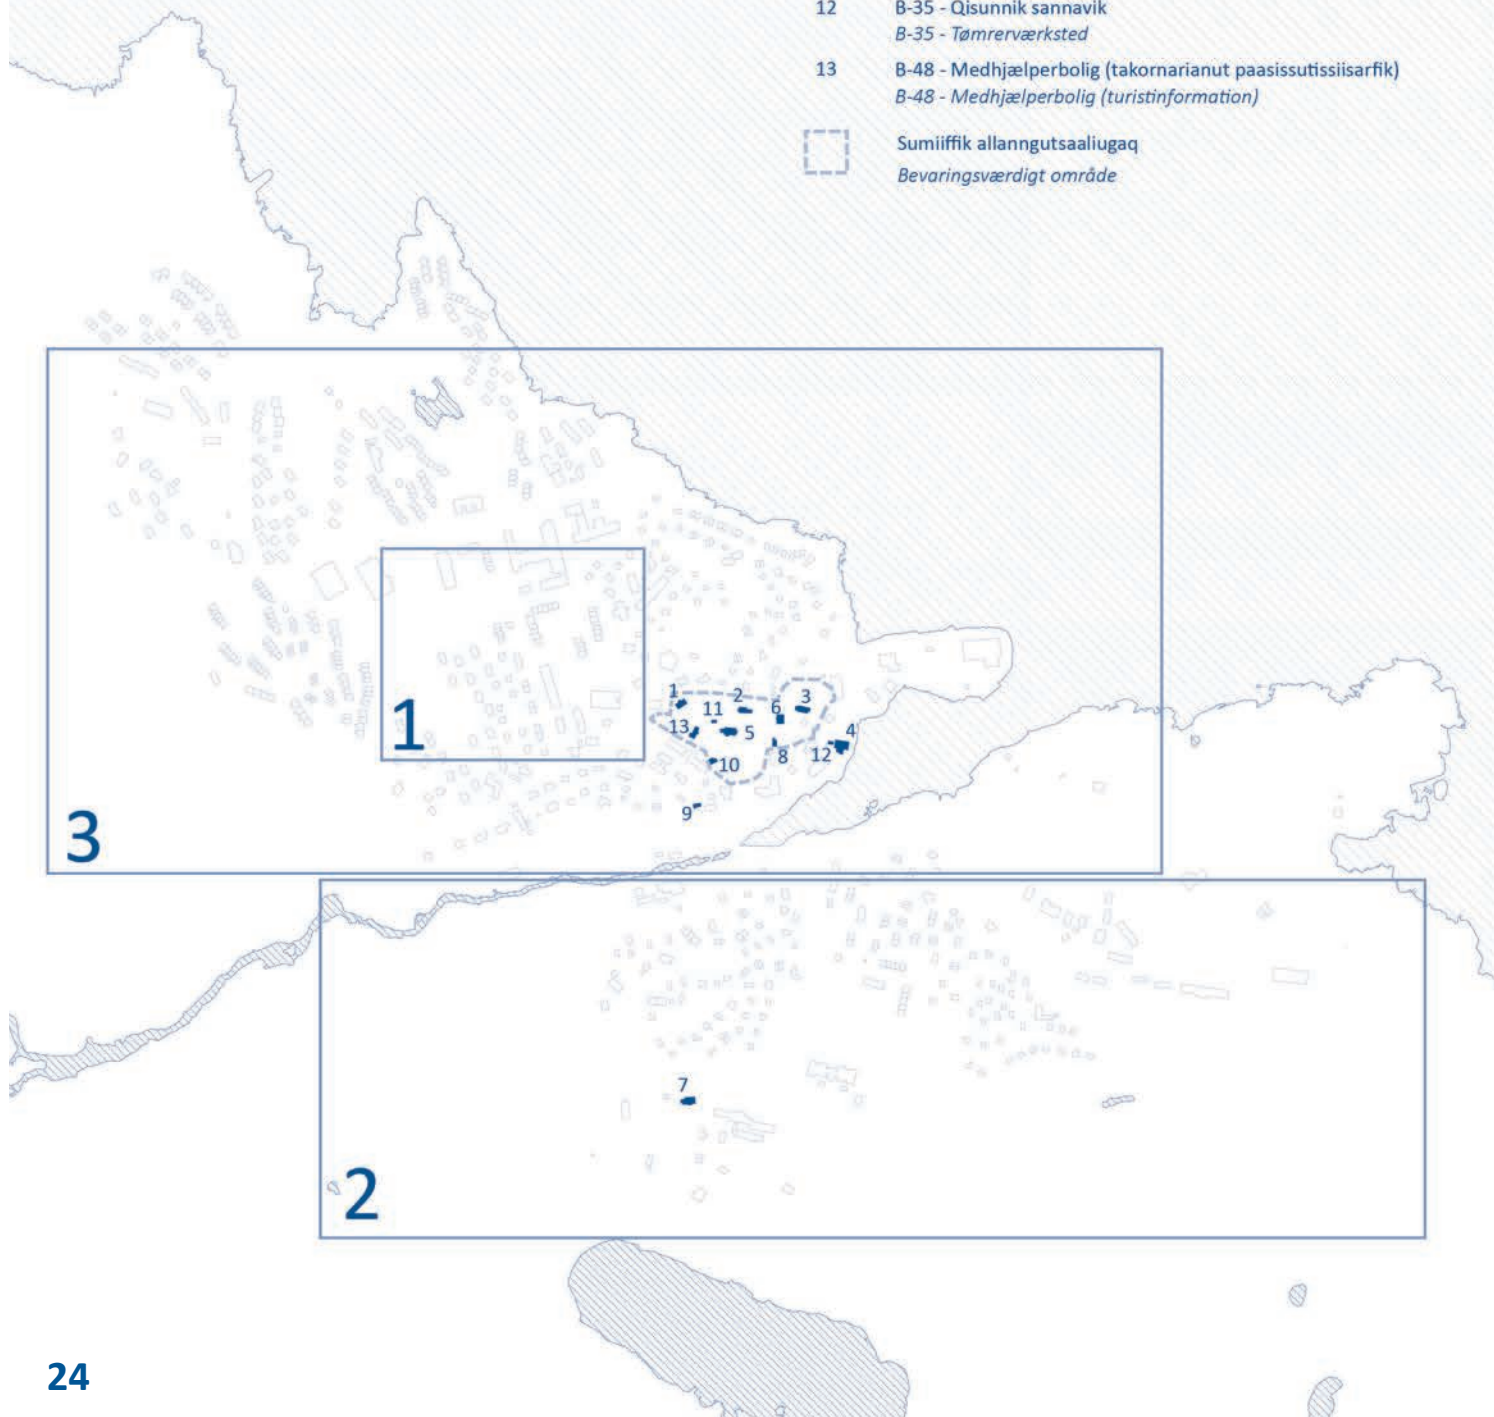 12 B-35 - Qisunnik sannavik
B-35 - Tømrerværksted
13 B-48 - Medhjælperbolig (takornarianut paasissutissiisarfik)
B-48 - Medhjælperbolig (turistinformation)
Sumiiffik allanngutsaaliugaq
Bevaringsværdigt område
1
2
3
11
6
13
5
4
12
8
10
9
1
3
7
2
24